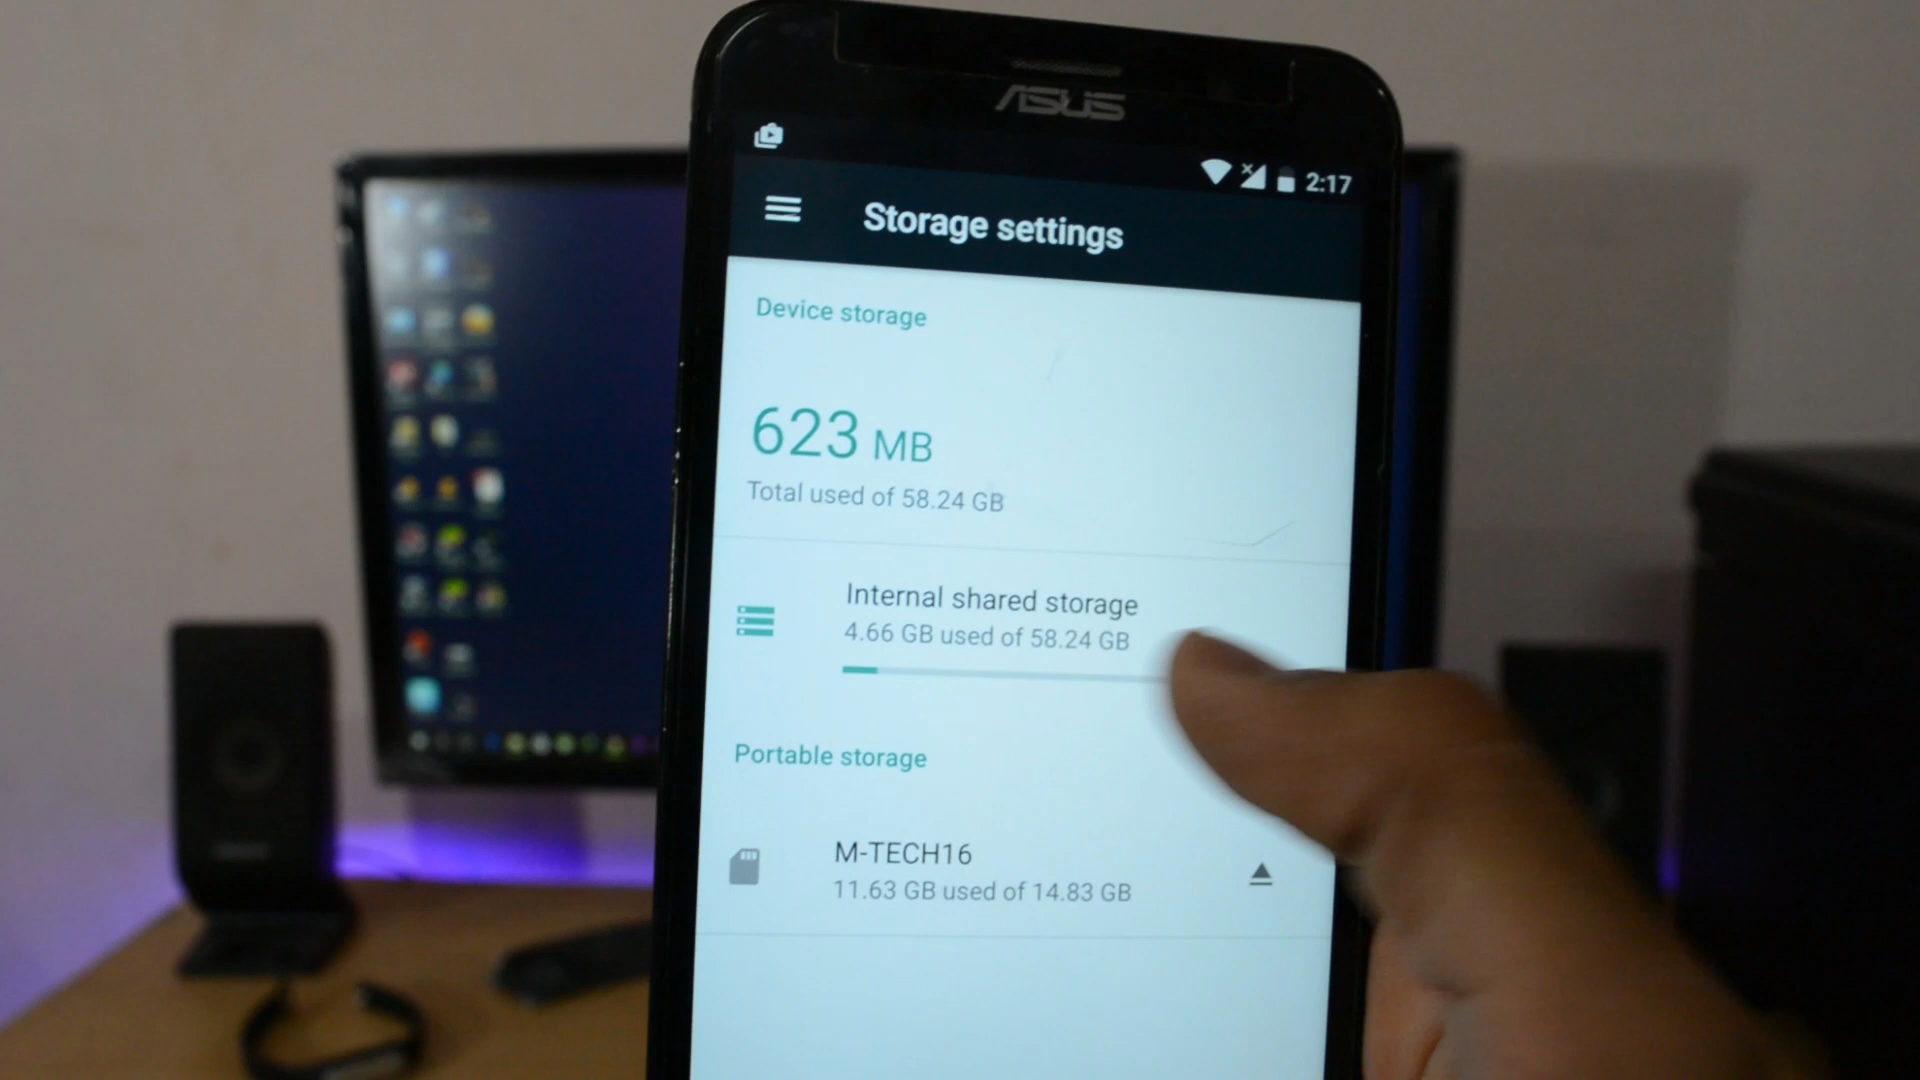 ASUS
2:17
Storage settings
Device storage
623 MB
Total used of 58.24 GB
Internal shared storage
4.66 GB used of 58.24 GB
Portable storage
M-TECH16
11.63 GB used of 14.83 GB